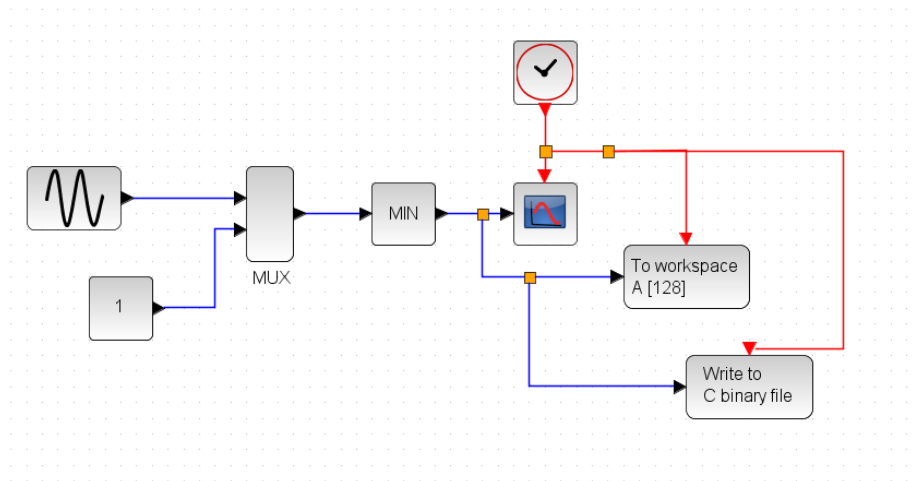 MUX
1
MIN
To workspace
A [128]
Write to
C binary file